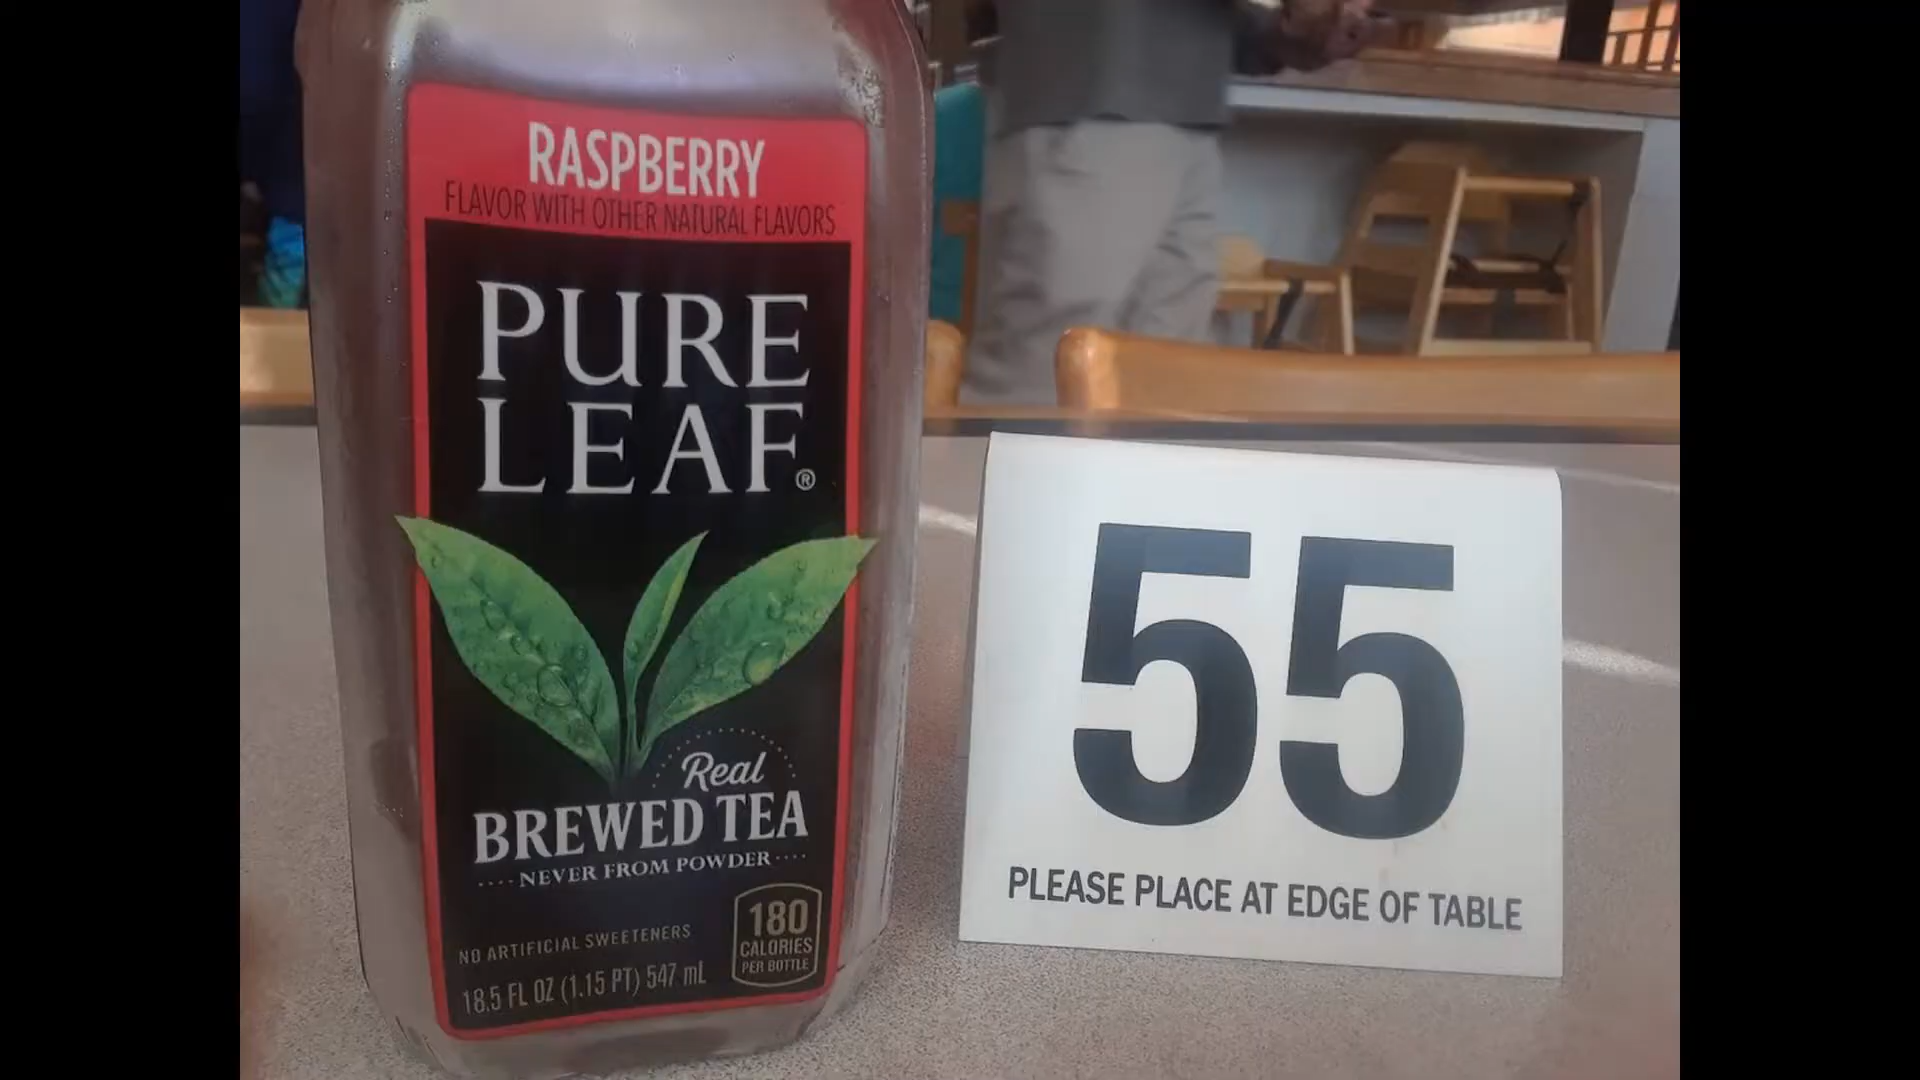 RASPBERRY
FLAVOR WITH OTHER NATURAL FLAVORS
PURE
LEAF®
Real
BREWED TEA
NEVER FROM POWDER
NO ARTIFICIAL SWEETENERS
18.5 FL OZ (1.15 PT) 547 mL
180
CALORIES
PER BOTTLE
55
PLEASE PLACE AT EDGE OF TABLE